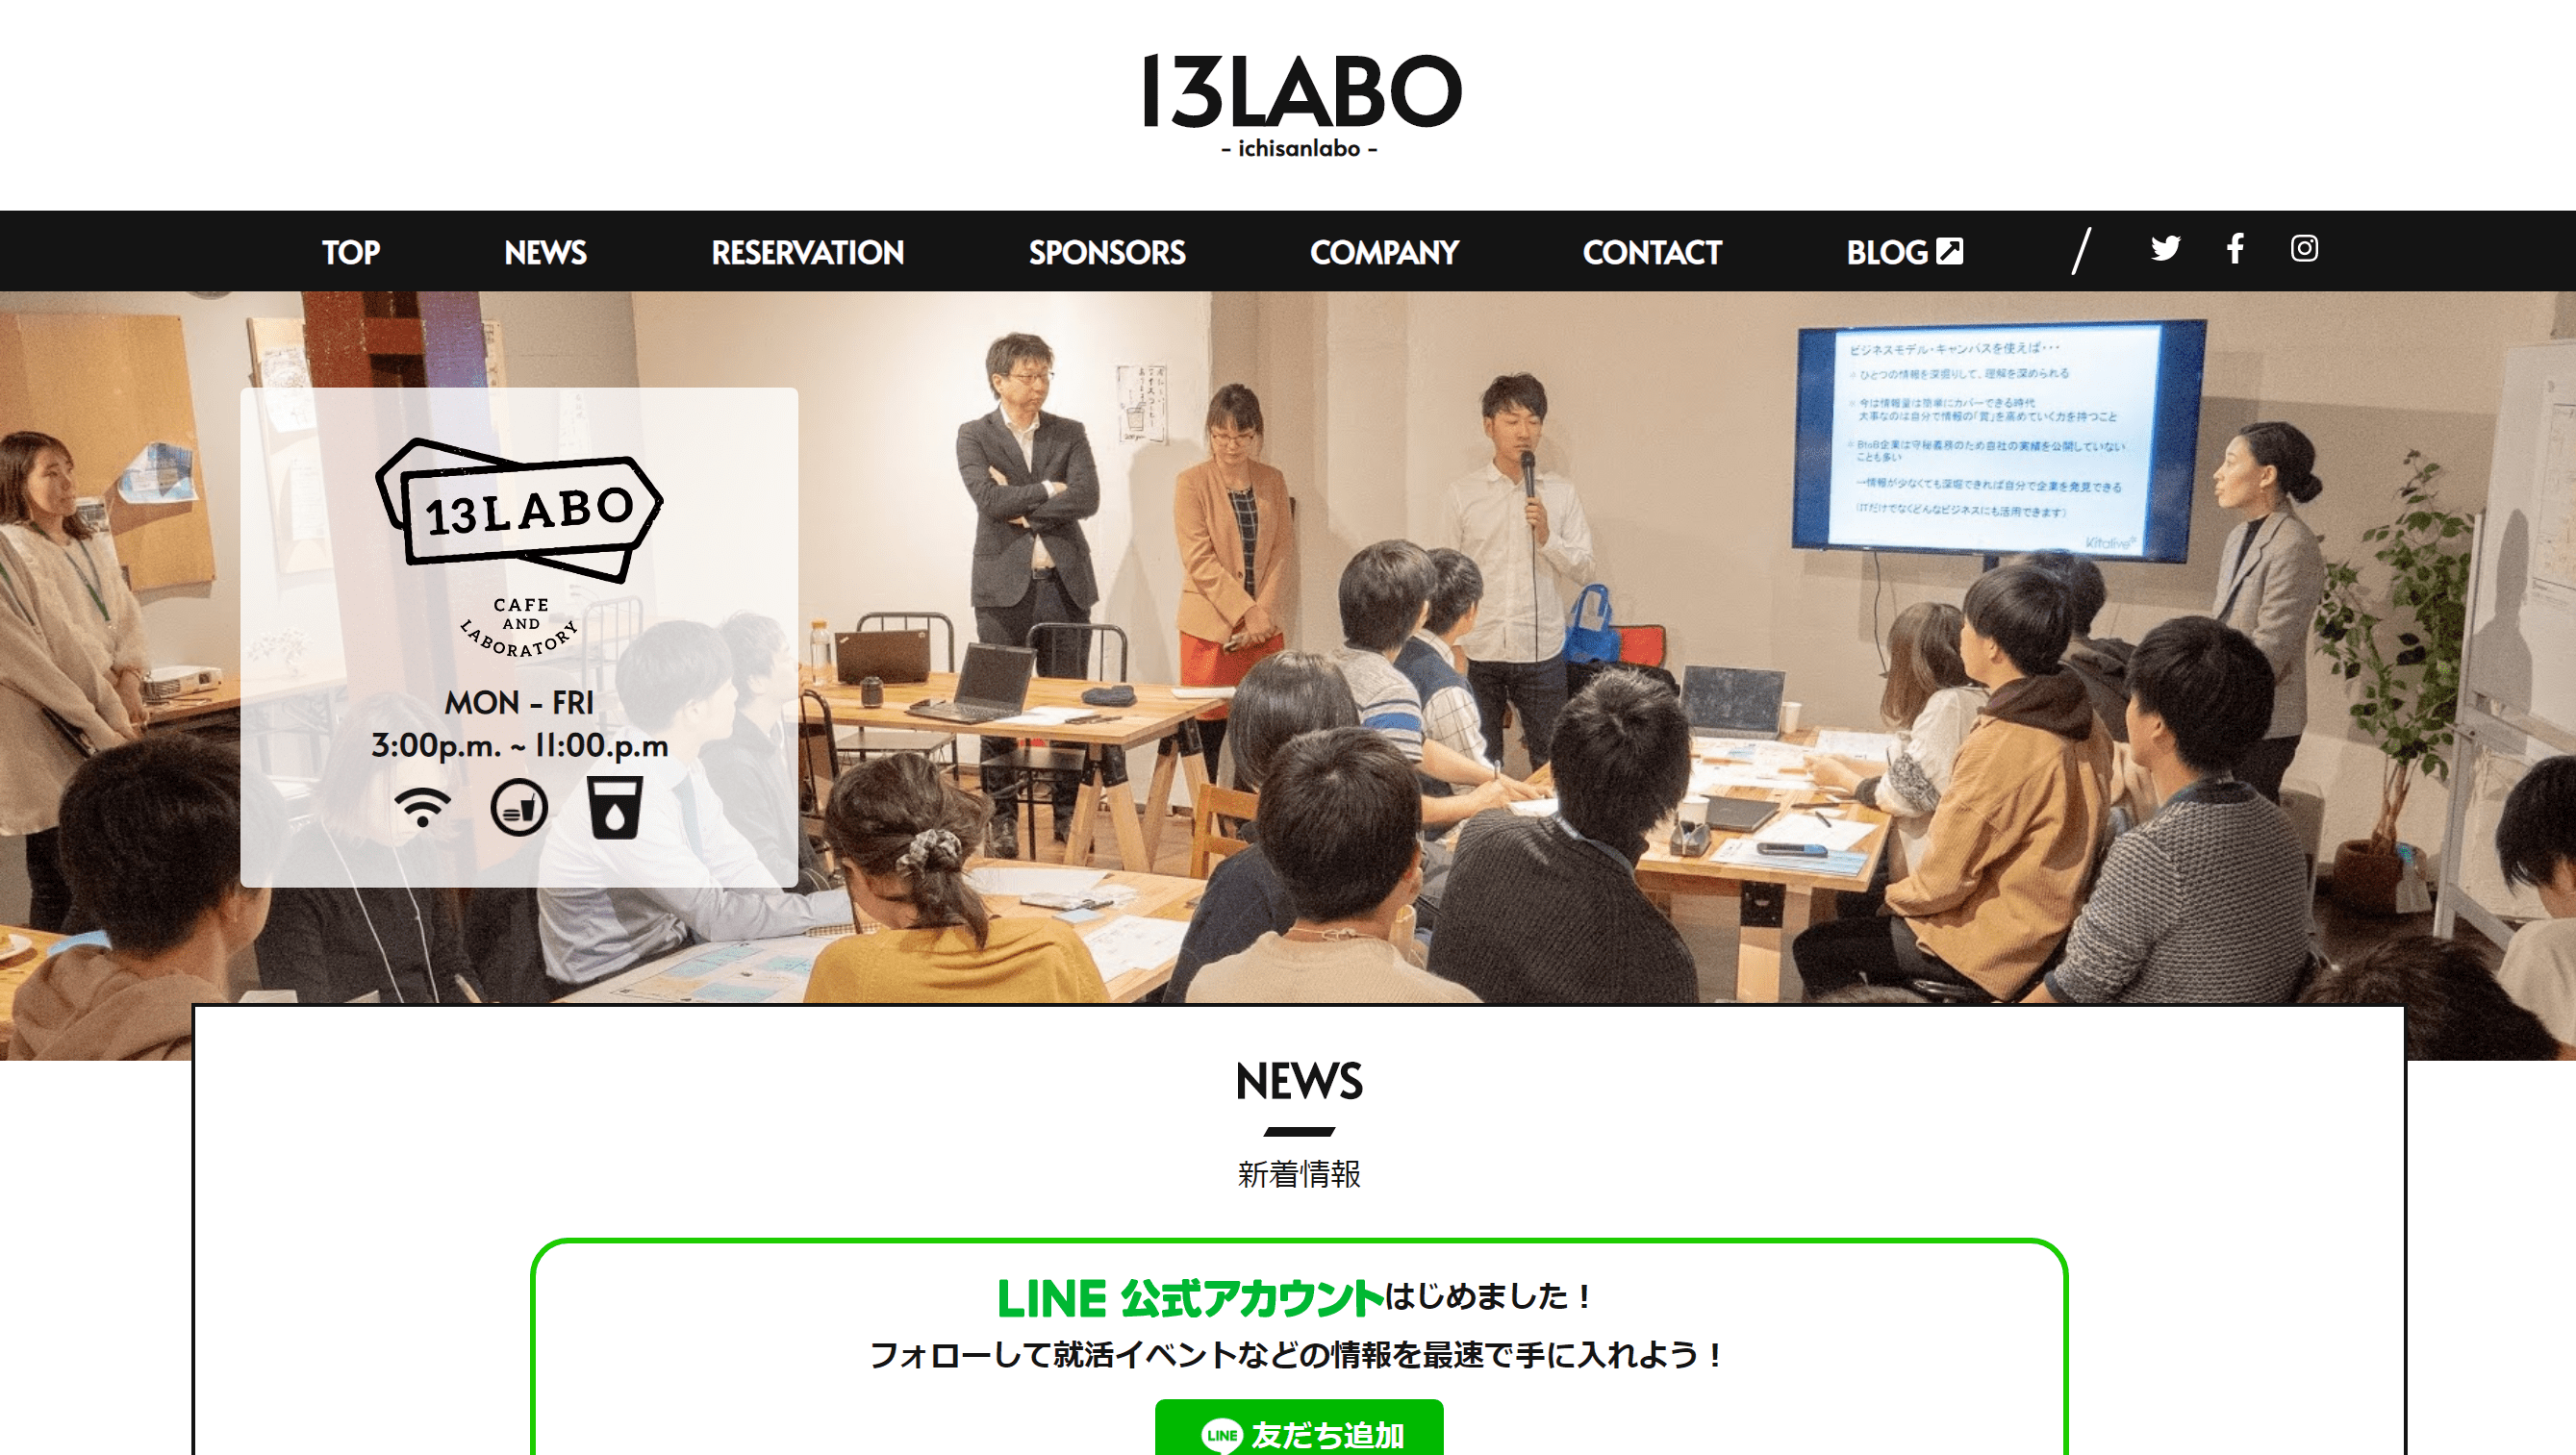 13LABO
- ichisanlabo -
TOP NEWS RESERVATION SPONSORS COMPANY CONTACT BLOG
ビジネスモデル・キャンバスを使えば・・・
ひとつの情報を深堀りして、理解を深められる
今は情報量は簡単にカバーできる時代
大事なのは自分で情報の「質」を高めていく力を持つこと
BtoB企業は守秘義務のため自社の実績を公開していない
ことも多い
→情報が少なくても深堀できれば自分で企業を発見できる
(ITだけでなくどんなビジネスにも活用できます)
Kitalive
13LABO
CAFE
AND
LABORATORY
MON - FRI
3:00p.m. ~ 11:00.p.m
NEWS
新着情報
LINE 公式アカウントはじめました！
フォローして就活イベントなどの情報を最速で手に入れよう！
LINE 友だち追加